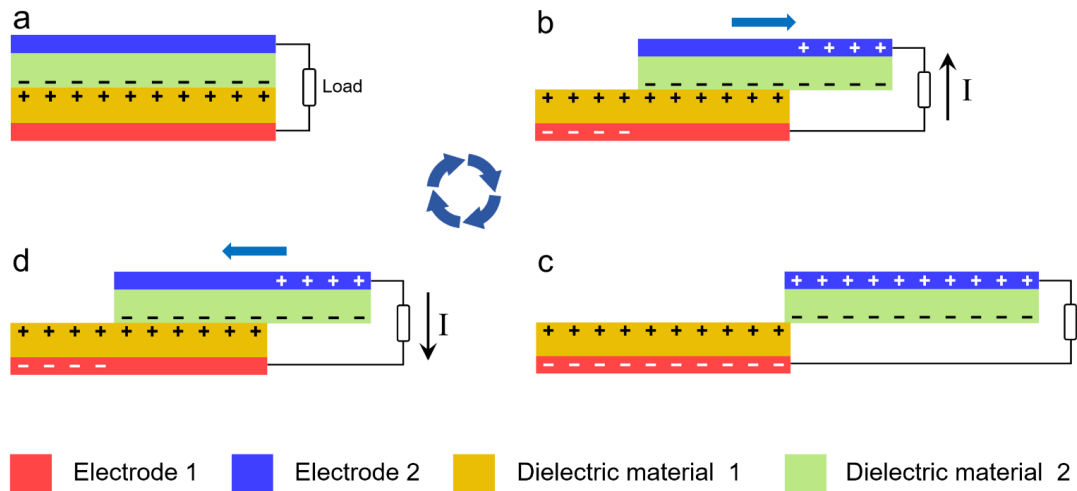 a
Load
b
I
d
I
c
Electrode 1
Electrode 2
Dielectric material 1
Dielectric material 2